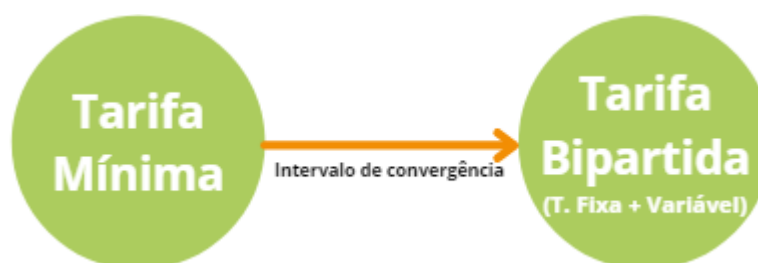 Tarifa
Mínima
Intervalo de convergência
Tarifa
Bipartida
(T. Fixa + Variável)